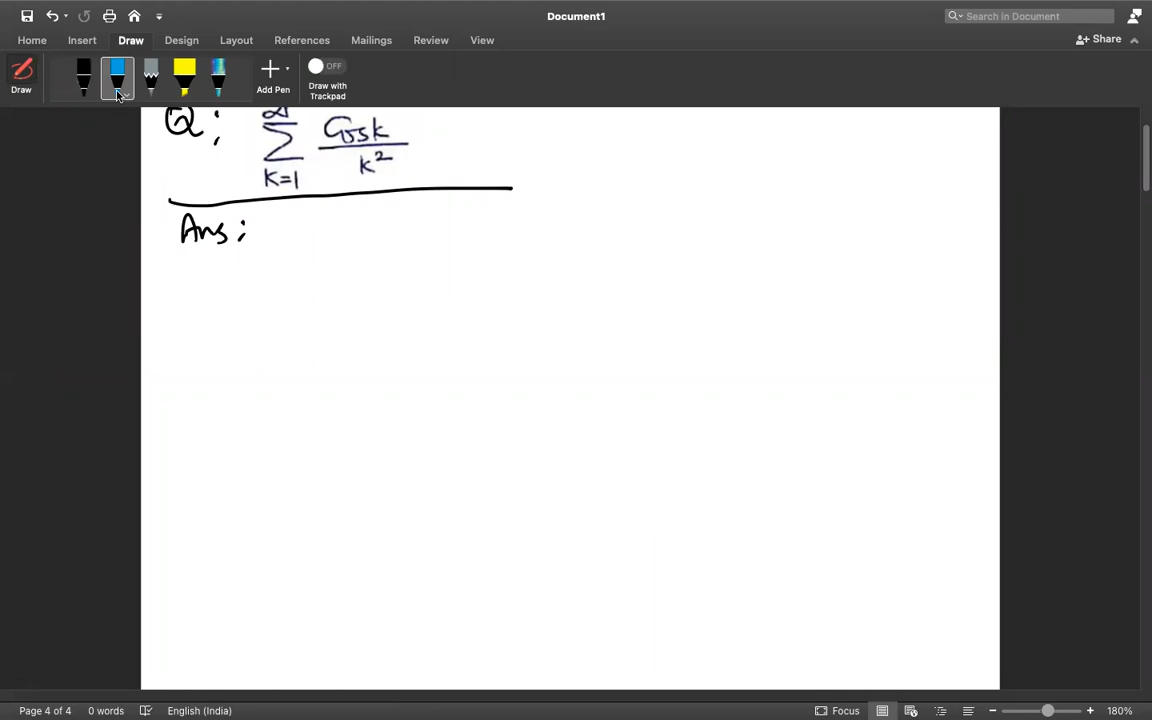 Document1
Search in Document
Home Insert Draw Design Layout References Mailings Review View
Share
Draw
Add Pen
OFF
Draw with
Trackpad
Q: ∞ ∑ k=1 Cosk / k²
Ans:
Page 4 of 4 0 words English (India) Focus 180%